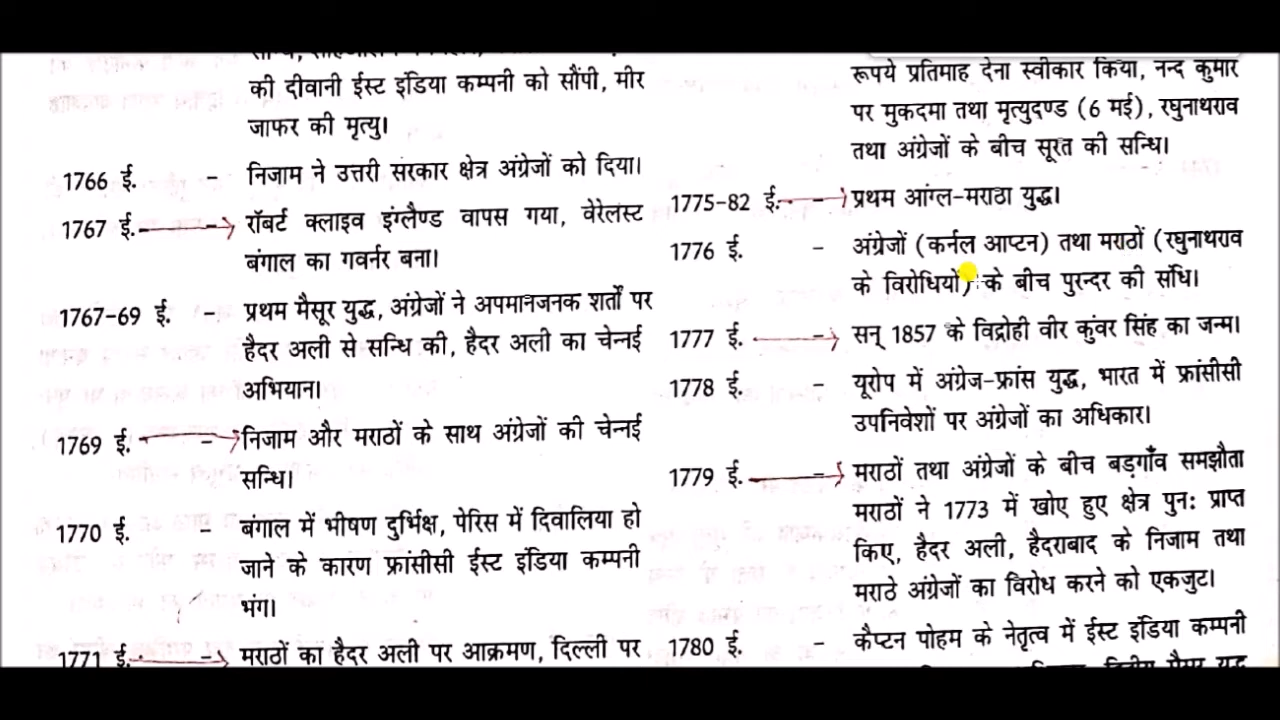 की दीवानी ईस्ट इंडिया कम्पनी को सौंपी, मीर
जाफर की मृत्यु।
1766 ई. - निजाम ने उत्तरी सरकार क्षेत्र अंग्रेजों को दिया।
1767 ई. - रॉबर्ट क्लाइव इंग्लैण्ड वापस गया, वेरेलस्ट
बंगाल का गवर्नर बना।
1767-69 ई. - प्रथम मैसूर युद्ध, अंग्रेजों ने अपमानजनक शर्तों पर
हैदर अली से सन्धि की, हैदर अली का चेन्नई
अभियान।
1769 ई. - निजाम और मराठों के साथ अंग्रेजों की चेन्नई
सन्धि।
1770 ई. - बंगाल में भीषण दुर्भिक्ष, पेरिस में दिवालिया हो
जाने के कारण फ्रांसीसी ईस्ट इंडिया कम्पनी
भंग।
1771 ई. - मराठों का हैदर अली पर आक्रमण, दिल्ली पर
रूपये प्रतिमाह देना स्वीकार किया, नन्द कुमार
पर मुकदमा तथा मृत्युदण्ड (6 मई), रघुनाथराव
तथा अंग्रेजों के बीच सूरत की सन्धि।
1775-82 ई. - प्रथम आंग्ल-मराठा युद्ध।
1776 ई. - अंग्रेजों (कर्नल आप्टन) तथा मराठों (रघुनाथराव
के विरोधियों) के बीच पुरन्दर की संधि।
1777 ई. - सन् 1857 के विद्रोही वीर कुंवर सिंह का जन्म।
1778 ई. - यूरोप में अंग्रेज-फ्रांस युद्ध, भारत में फ्रांसीसी
उपनिवेशों पर अंग्रेजों का अधिकार।
1779 ई. - मराठों तथा अंग्रेजों के बीच बड़गाँव समझौता
मराठों ने 1773 में खोए हुए क्षेत्र पुनः प्राप्त
किए, हैदर अली, हैदराबाद के निजाम तथा
मराठे अंग्रेजों का विरोध करने को एकजुट।
1780 ई. - कैप्टन पोहम के नेतृत्व में ईस्ट इंडिया कम्पनी